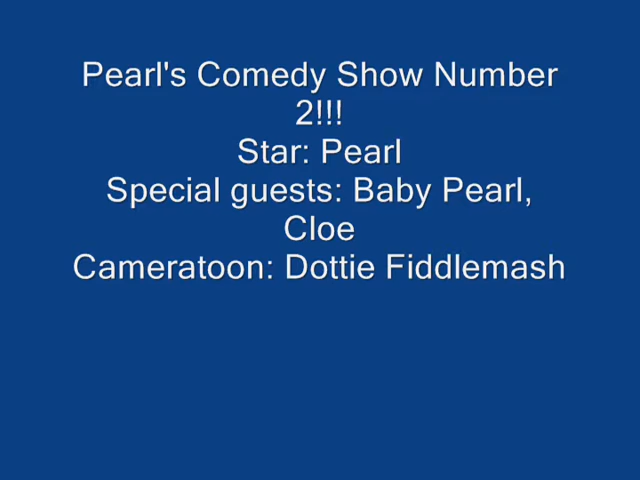 Pearl's Comedy Show Number
2!!!
Star: Pearl
Special guests: Baby Pearl,
Cloe
Cameratoon: Dottie Fiddlemash